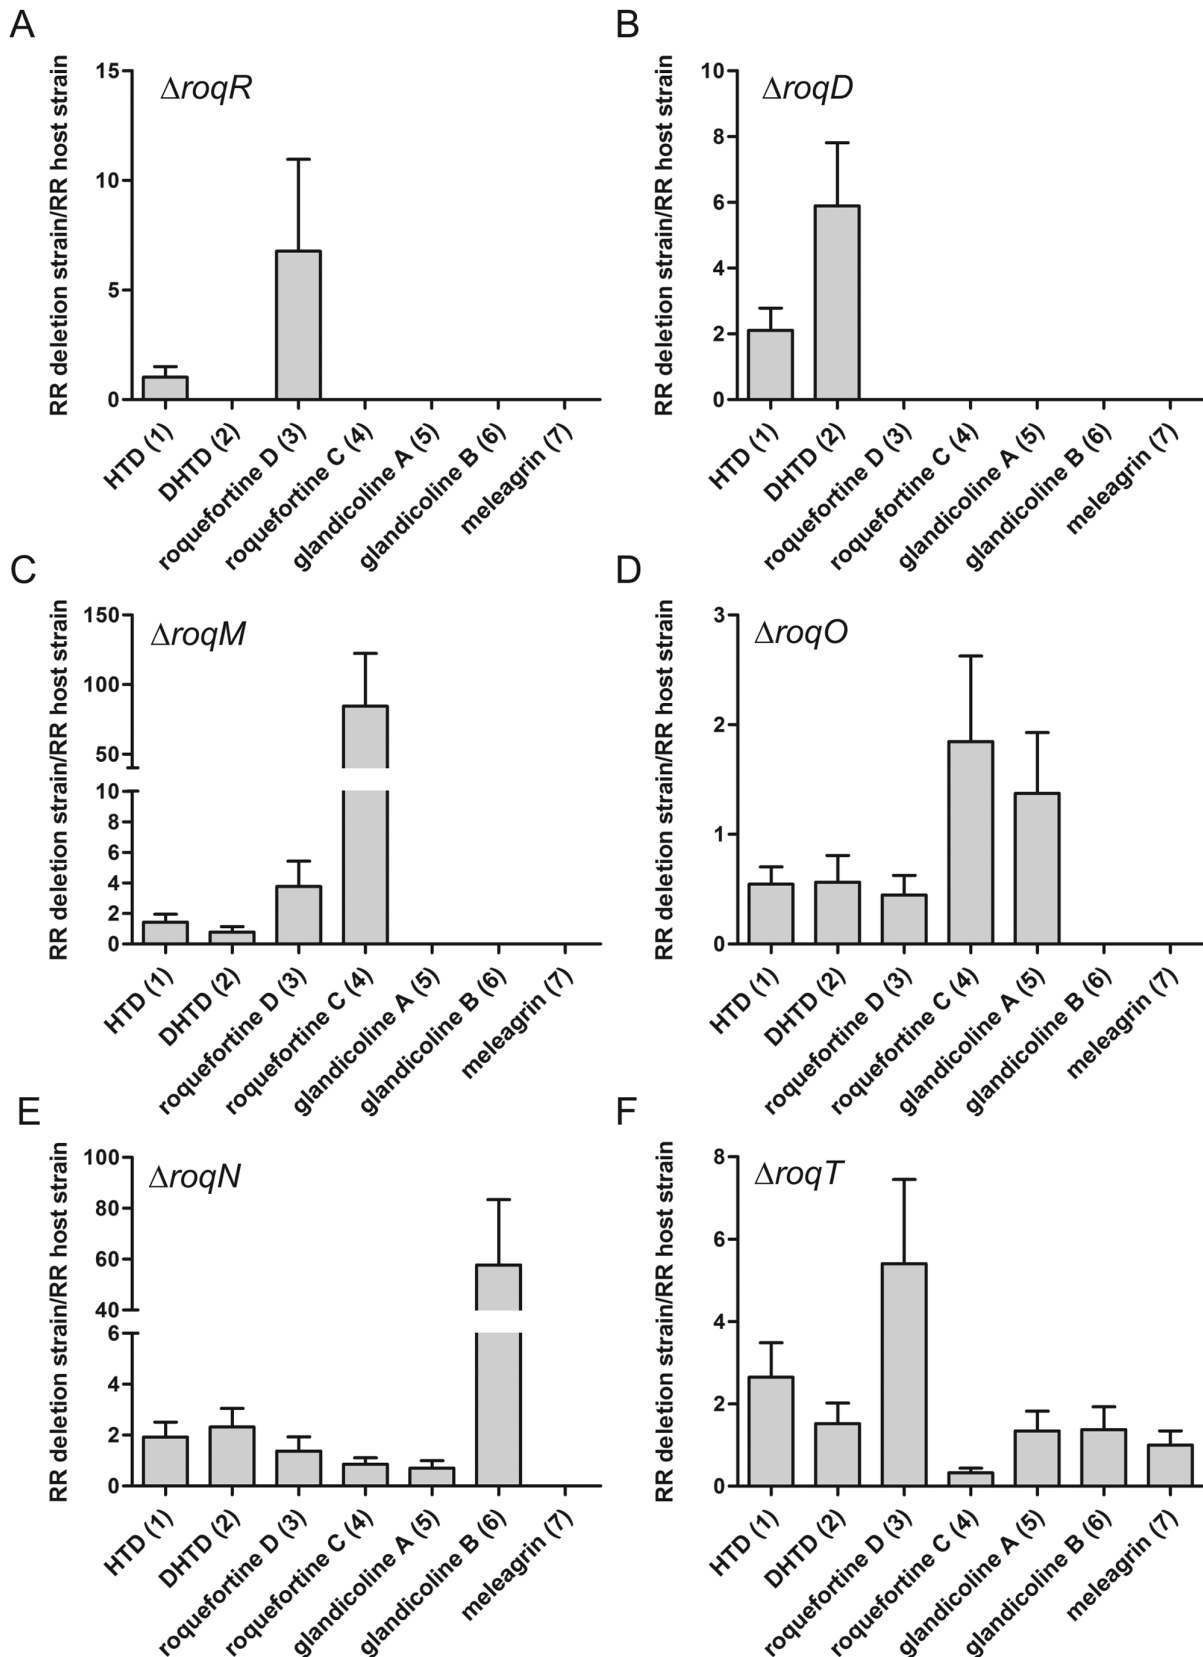 A
RR deletion strain/RR host strain
ΔroqR
15
10
5
0
HTD (1)
DHTD (2)
roquefortine D (3)
roquefortine C (4)
glandicoline A (5)
glandicoline B (6)
meleagrin (7)
B
RR deletion strain/RR host strain
ΔroqD
10
8
6
4
2
0
HTD (1)
DHTD (2)
roquefortine D (3)
roquefortine C (4)
glandicoline A (5)
glandicoline B (6)
meleagrin (7)
C
RR deletion strain/RR host strain
ΔroqM
150
100
50
10
8
6
4
2
0
HTD (1)
DHTD (2)
roquefortine D (3)
roquefortine C (4)
glandicoline A (5)
glandicoline B (6)
meleagrin (7)
D
RR deletion strain/RR host strain
ΔroqO
3
2
1
0
HTD (1)
DHTD (2)
roquefortine D (3)
roquefortine C (4)
glandicoline A (5)
glandicoline B (6)
meleagrin (7)
E
RR deletion strain/RR host strain
ΔroqN
100
80
60
40
6
4
2
0
HTD (1)
DHTD (2)
roquefortine D (3)
roquefortine C (4)
glandicoline A (5)
glandicoline B (6)
meleagrin (7)
F
RR deletion strain/RR host strain
ΔroqT
8
6
4
2
0
HTD (1)
DHTD (2)
roquefortine D (3)
roquefortine C (4)
glandicoline A (5)
glandicoline B (6)
meleagrin (7)